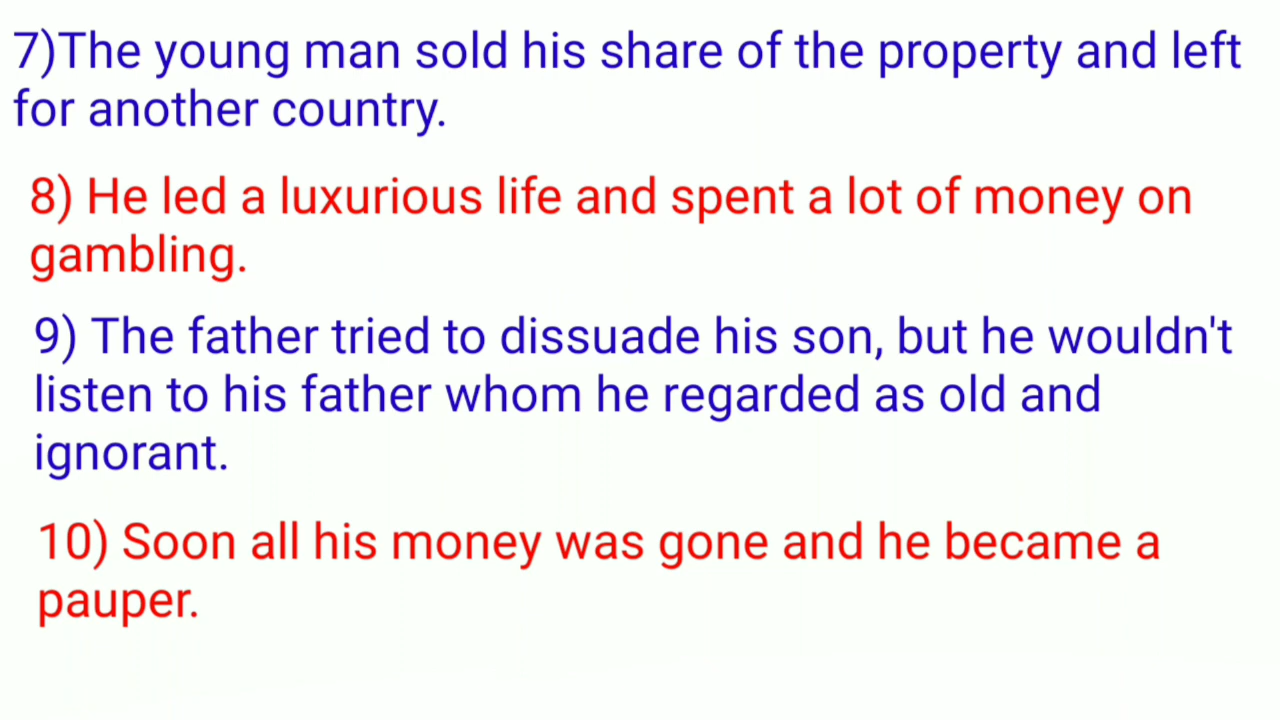 7)The young man sold his share of the property and left
for another country.
8) He led a luxurious life and spent a lot of money on
gambling.
9) The father tried to dissuade his son, but he wouldn't
listen to his father whom he regarded as old and
ignorant.
10) Soon all his money was gone and he became a
pauper.